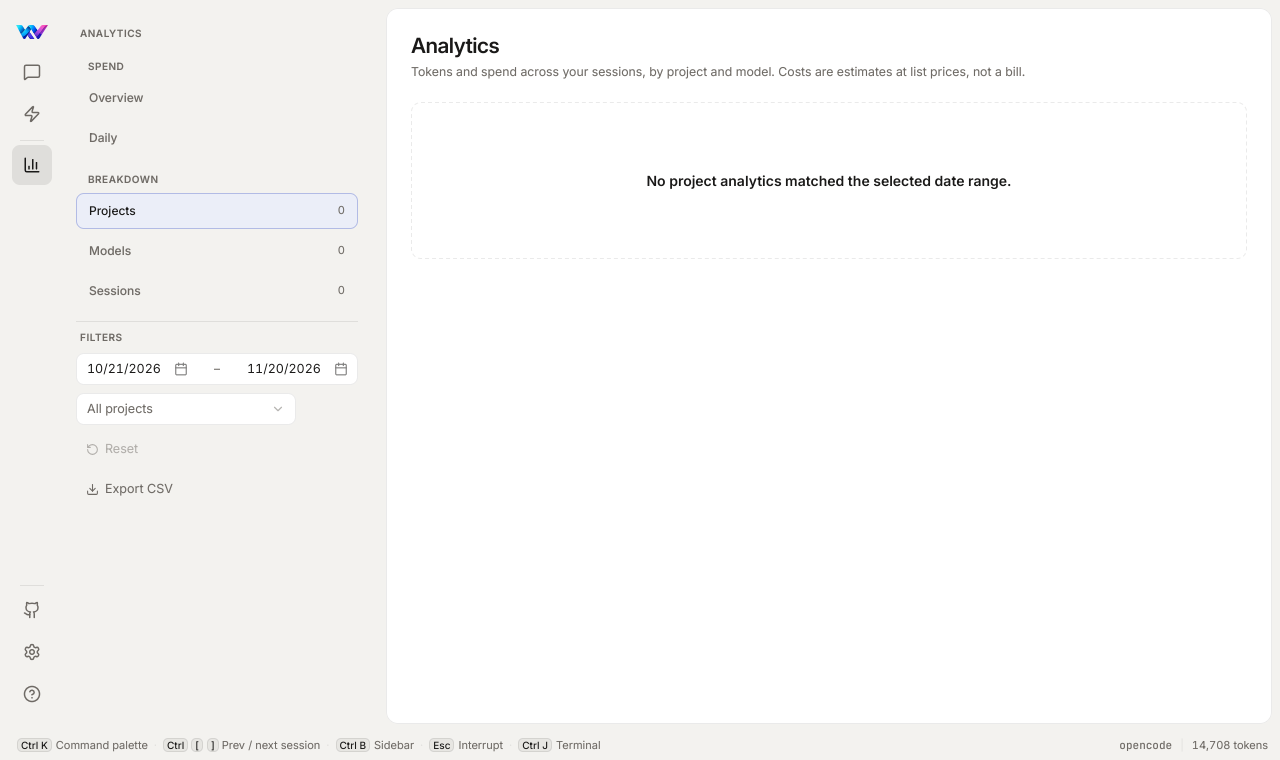 ANALYTICS
SPEND
Overview
Daily
BREAKDOWN
Projects 0
Models 0
Sessions 0
FILTERS
10/21/2026 – 11/20/2026
All projects
Reset
Export CSV
Analytics
Tokens and spend across your sessions, by project and model. Costs are estimates at list prices, not a bill.
No project analytics matched the selected date range.
Ctrl K Command palette Ctrl [ ] Prev / next session Ctrl B Sidebar Esc Interrupt Ctrl J Terminal opencode 14,708 tokens